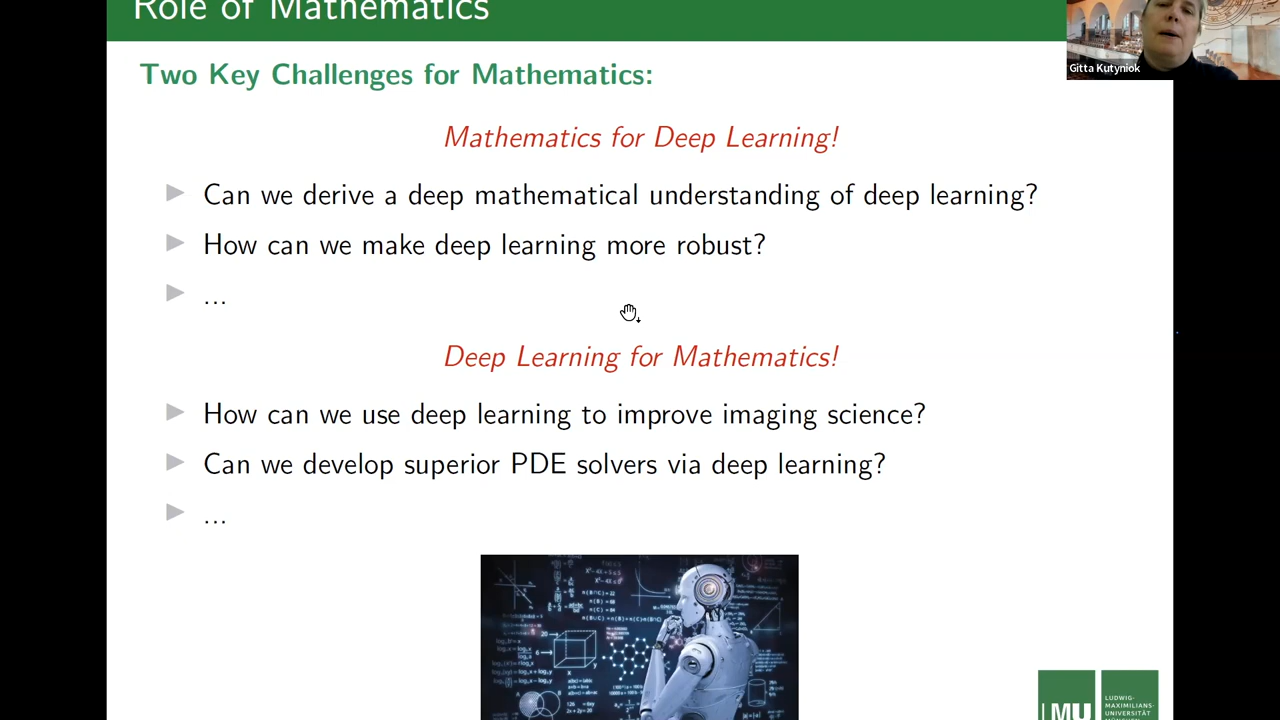 Role of Mathematics
Gitta Kutyniok
Two Key Challenges for Mathematics:
Mathematics for Deep Learning!
Can we derive a deep mathematical understanding of deep learning?
How can we make deep learning more robust?
...
Deep Learning for Mathematics!
How can we use deep learning to improve imaging science?
Can we develop superior PDE solvers via deep learning?
...
LMU
LUDWIG-
MAXIMILIANS-
UNIVERSITÄT